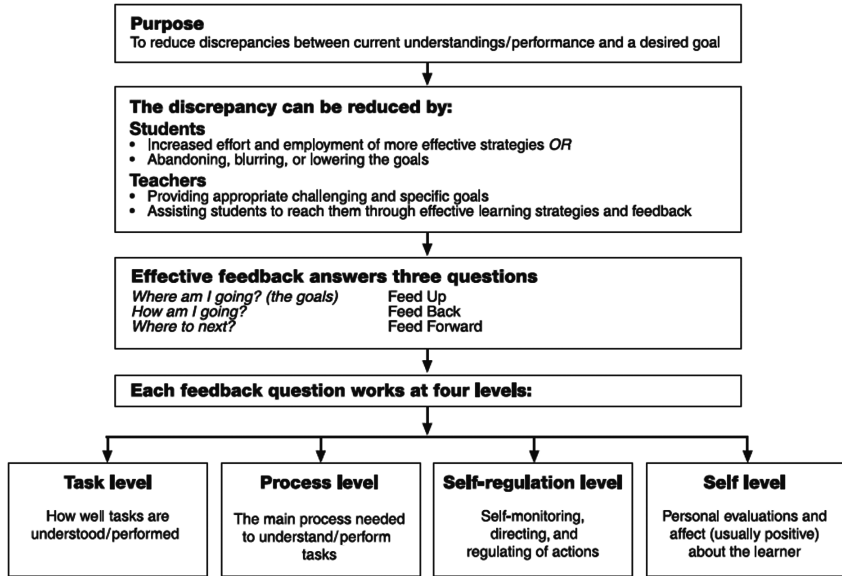 Purpose
To reduce discrepancies between current understandings/performance and a desired goal
The discrepancy can be reduced by:
Students
• Increased effort and employment of more effective strategies OR
• Abandoning, blurring, or lowering the goals
Teachers
• Providing appropriate challenging and specific goals
• Assisting students to reach them through effective learning strategies and feedback
Effective feedback answers three questions
Where am I going? (the goals) Feed Up
How am I going? Feed Back
Where to next? Feed Forward
Each feedback question works at four levels:
Task level
How well tasks are
understood/performed
Process level
The main process needed
to understand/perform
tasks
Self-regulation level
Self-monitoring,
directing, and
regulating of actions
Self level
Personal evaluations and
affect (usually positive)
about the learner